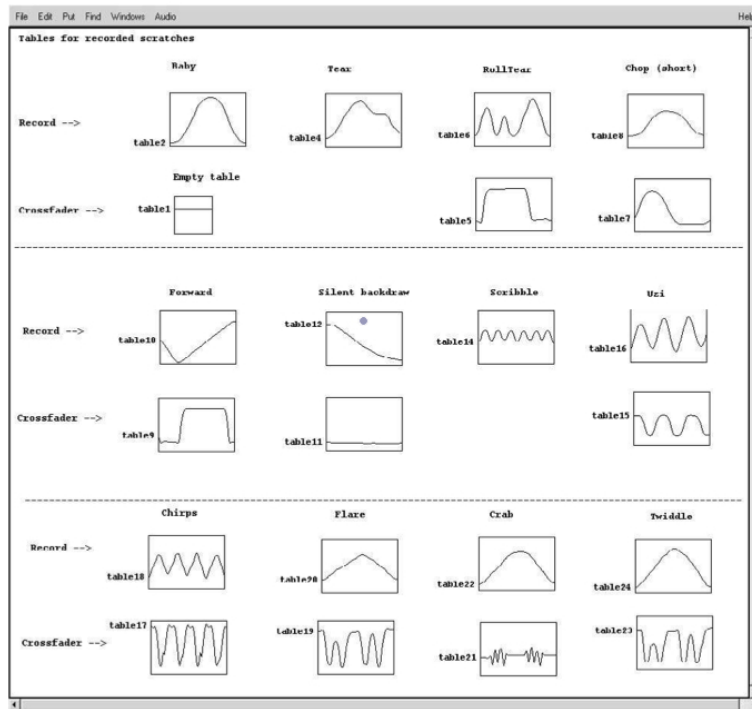 File Edit Put Find Windows Audio Help
Tables for recorded scratches
Baby Tear RullTear Chop (short)
Record -->
table2 table4 table6 table8
Empty table
Crossfader -->
table1 table5 table7
Forward Silent backdraw Scribble Uzi
Record -->
table10 table12 table14 table16
Crossfader -->
table9 table11 table15
Chirps Flare Crab Twiddle
Record -->
table18 table20 table22 table24
Crossfader -->
table17 table19 table21 table23